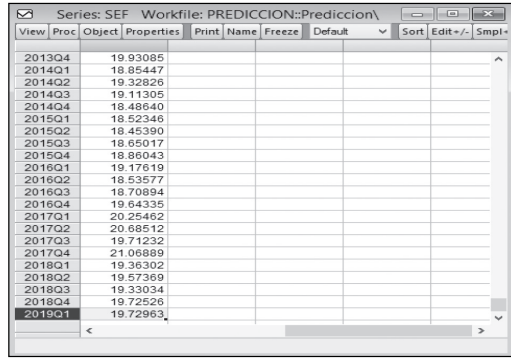 Series: SEF Workfile: PREDICCION::Prediccion\
View Proc Object Properties Print Name Freeze Default Sort Edit+/- Smpl+
2013Q4 19.93085
2014Q1 18.85447
2014Q2 19.32826
2014Q3 19.11305
2014Q4 18.48640
2015Q1 18.52346
2015Q2 18.45390
2015Q3 18.65017
2015Q4 18.86043
2016Q1 19.17619
2016Q2 18.53577
2016Q3 18.70894
2016Q4 19.64335
2017Q1 20.25462
2017Q2 20.68512
2017Q3 19.71232
2017Q4 21.06889
2018Q1 19.36302
2018Q2 19.57369
2018Q3 19.33034
2018Q4 19.72526
2019Q1 19.72963